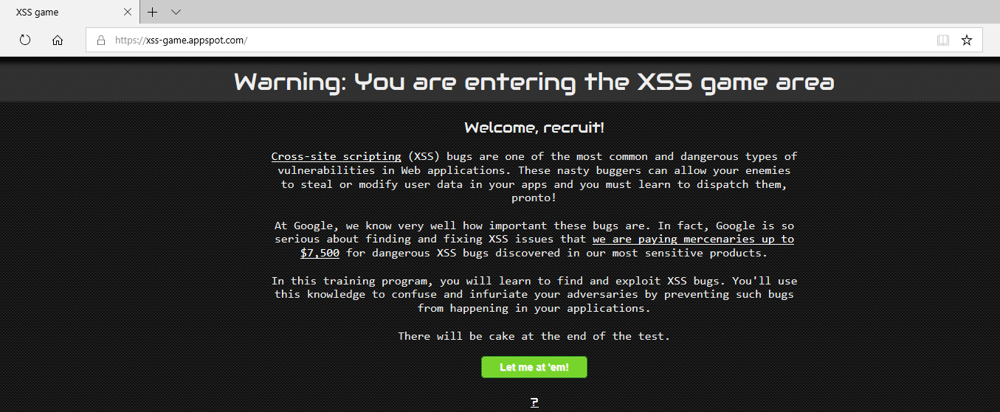 XSS game
https://xss-game.appspot.com/
Warning: You are entering the XSS game area
Welcome, recruit!
Cross-site scripting (XSS) bugs are one of the most common and dangerous types of
vulnerabilities in Web applications. These nasty buggers can allow your enemies
to steal or modify user data in your apps and you must learn to dispatch them,
pronto!
At Google, we know very well how important these bugs are. In fact, Google is so
serious about finding and fixing XSS issues that we are paying mercenaries up to
$7,500 for dangerous XSS bugs discovered in our most sensitive products.
In this training program, you will learn to find and exploit XSS bugs. You'll use
this knowledge to confuse and infuriate your adversaries by preventing such bugs
from happening in your applications.
There will be cake at the end of the test.
Let me at 'em!
?